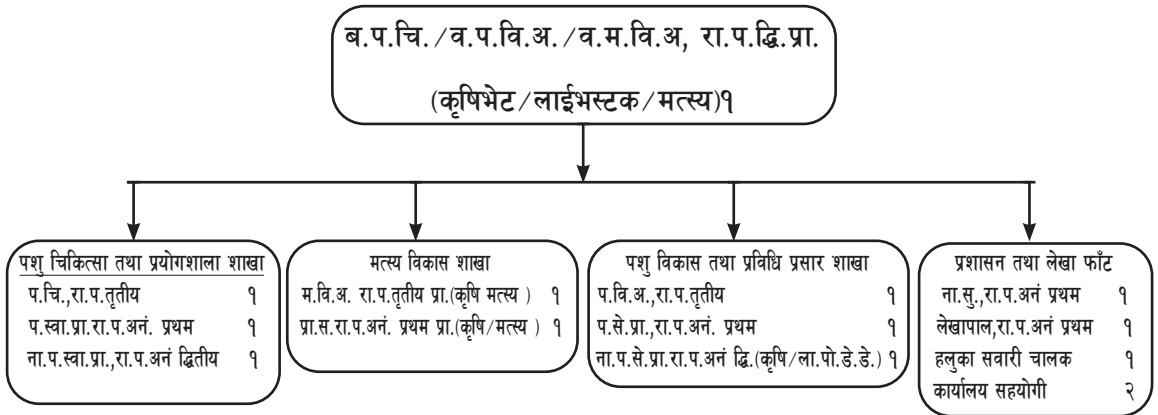 ब.प.चि./व.प.वि.अ./व.म.वि.अ, रा.प.द्वि.प्रा.
(कृषिभेट/लाईभस्टक/मत्स्य)१
पशु चिकित्सा तथा प्रयोगशाला शाखा
प.चि.,रा.प.तृतीय १
प.स्वा.प्रा.रा.प.अनं. प्रथम १
ना.प.स्वा.प्रा.,रा.प.अनं द्वितीय १
मत्स्य विकास शाखा
म.वि.अ. रा.प.तृतीय प्रा.(कृषि मत्स्य ) १
प्रा.स.रा.प.अनं. प्रथम प्रा.(कृषि/मत्स्य ) १
पशु विकास तथा प्रविधि प्रसार शाखा
प.वि.अ.,रा.प.तृतीय १
प.से.प्रा.,रा.प.अनं. प्रथम १
ना.प.से.प्रा.रा.प.अनं द्वि.(कृषि/ला.पो.डे.डे.) १
प्रशासन तथा लेखा फाँट
ना.सु.,रा.प.अनं प्रथम १
लेखापाल,रा.प.अनं प्रथम १
हलुका सवारी चालक १
कार्यालय सहयोगी २